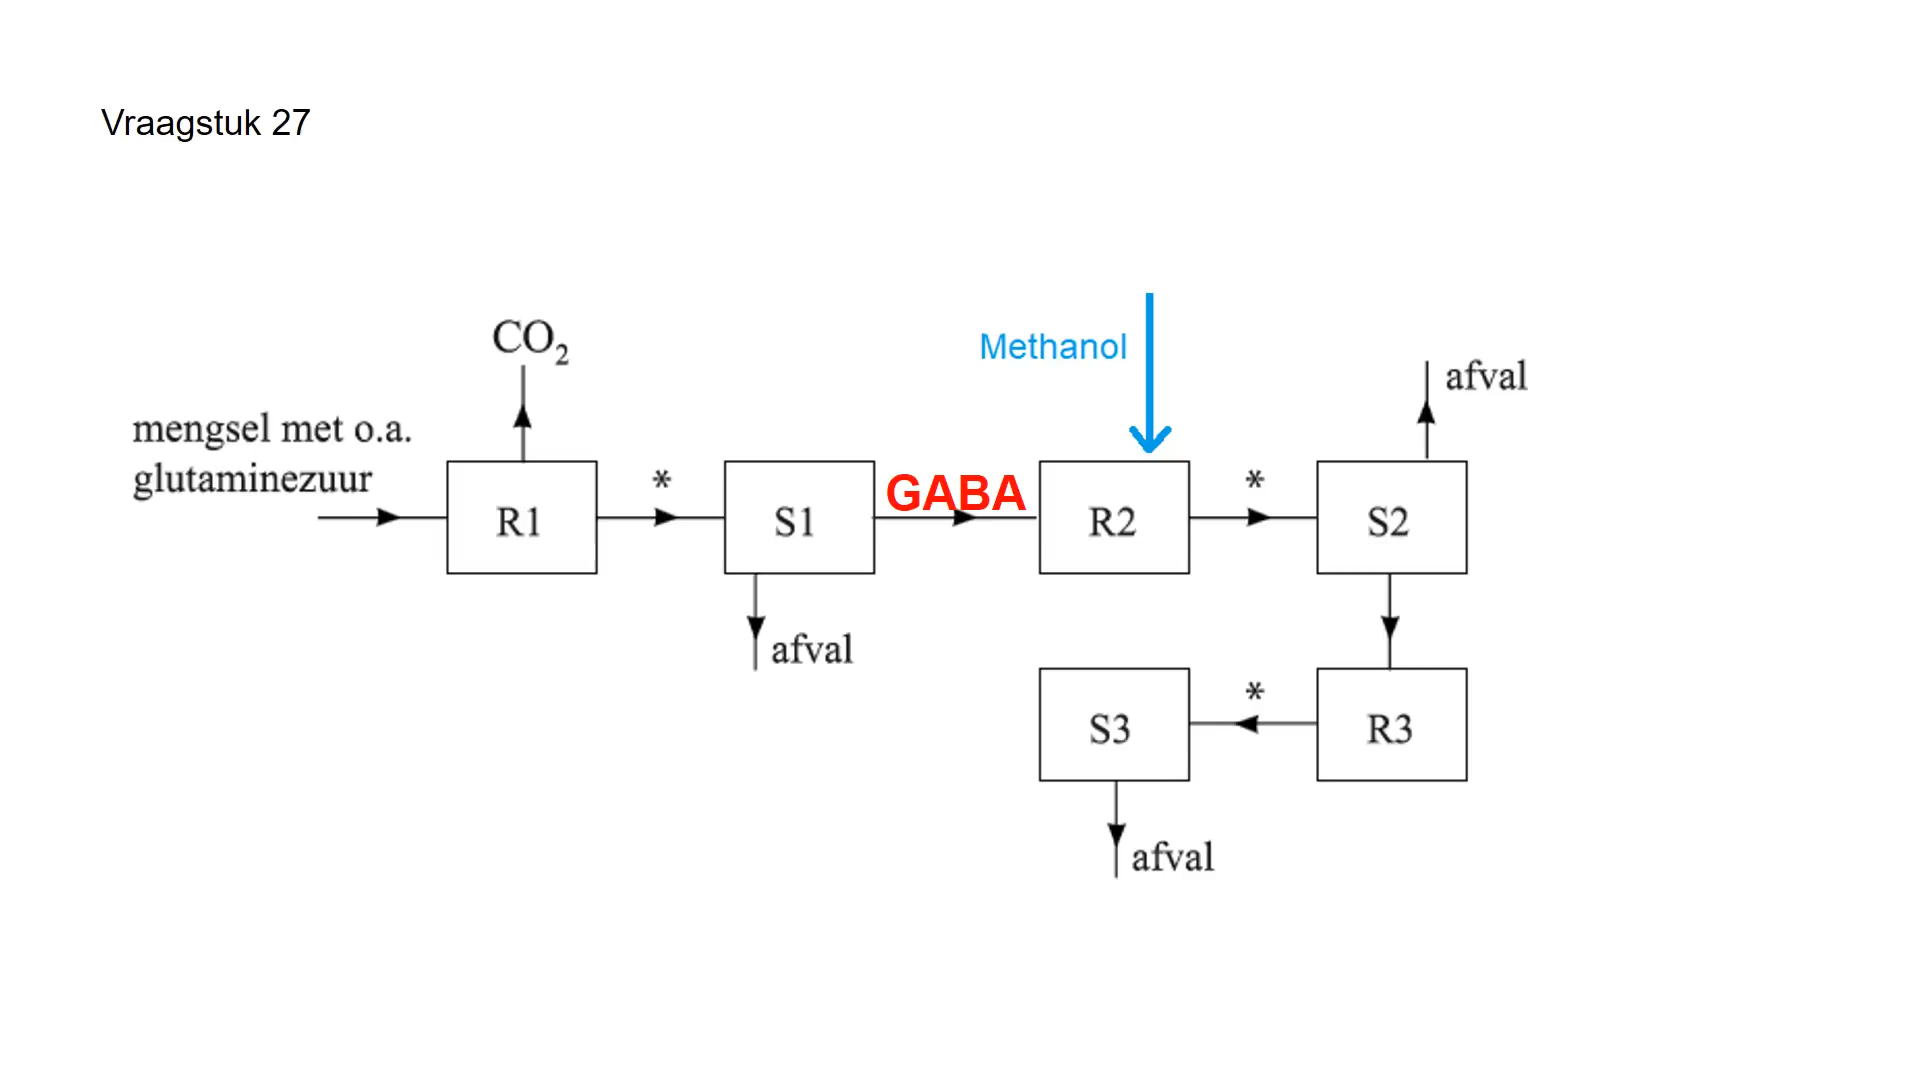 Vraagstuk 27
CO₂
Methanol
afval
mengsel met o.a.
glutaminezuur
*
GABA
*
R1
S1
R2
S2
afval
*
S3
R3
afval